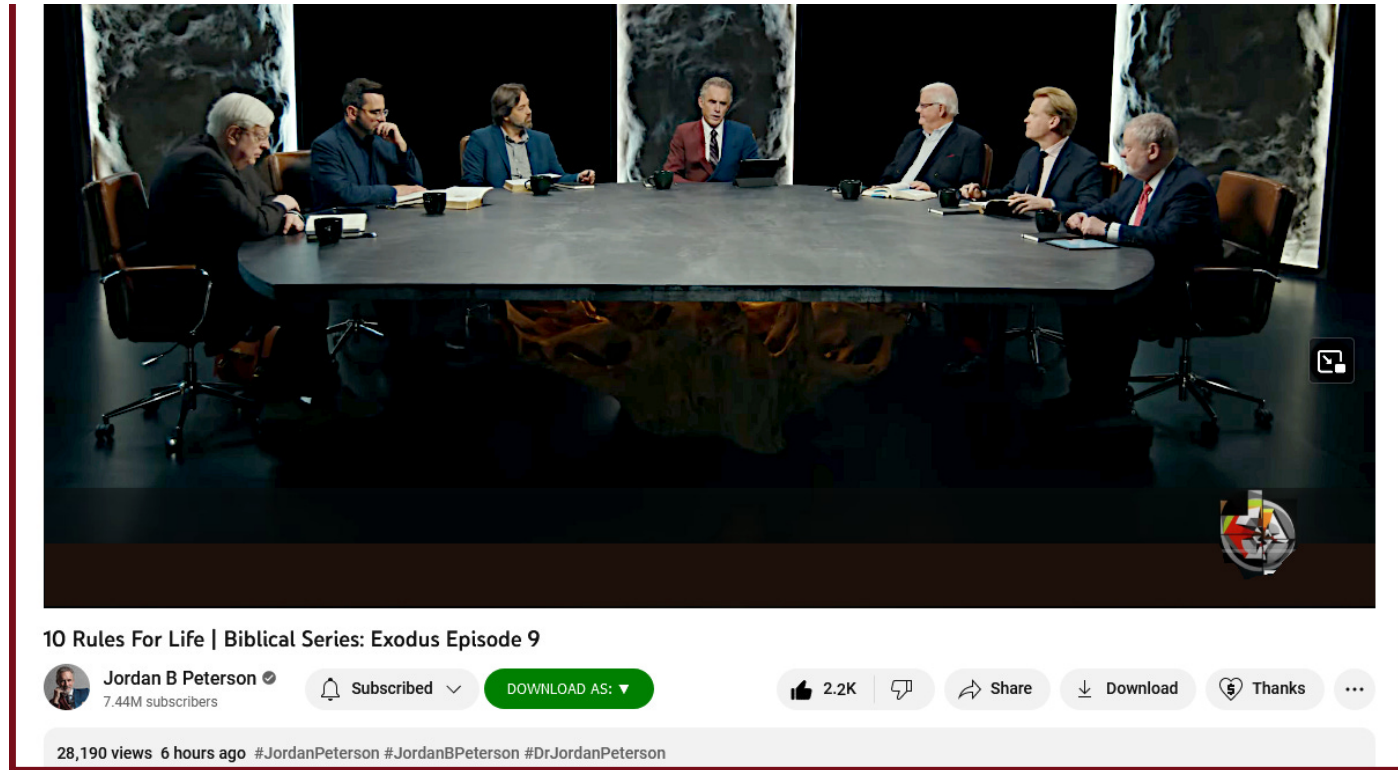 10 Rules For Life | Biblical Series: Exodus Episode 9
Jordan B Peterson
7.44M subscribers
Subscribed
DOWNLOAD AS: ▼
2.2K
Share
Download
Thanks
...
28,190 views 6 hours ago #JordanPeterson #JordanBPeterson #DrJordanPeterson